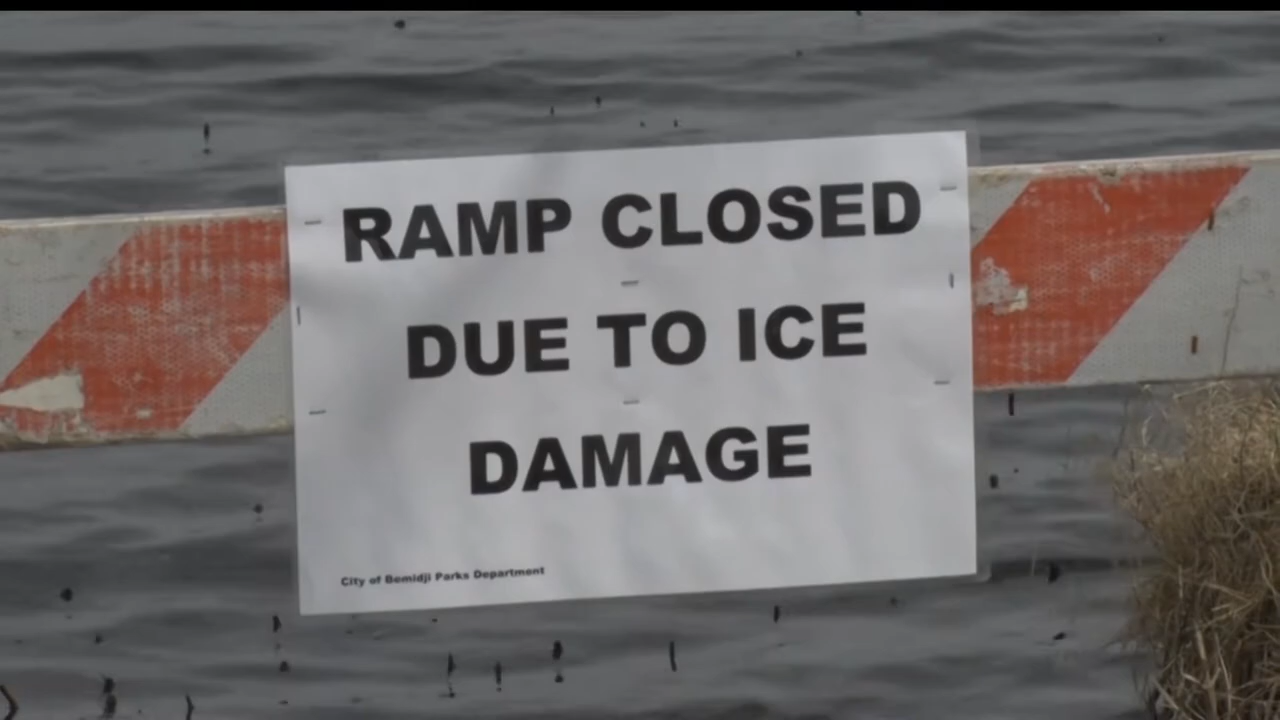 RAMP CLOSED
DUE TO ICE
DAMAGE
City of Bemidji Parks Department